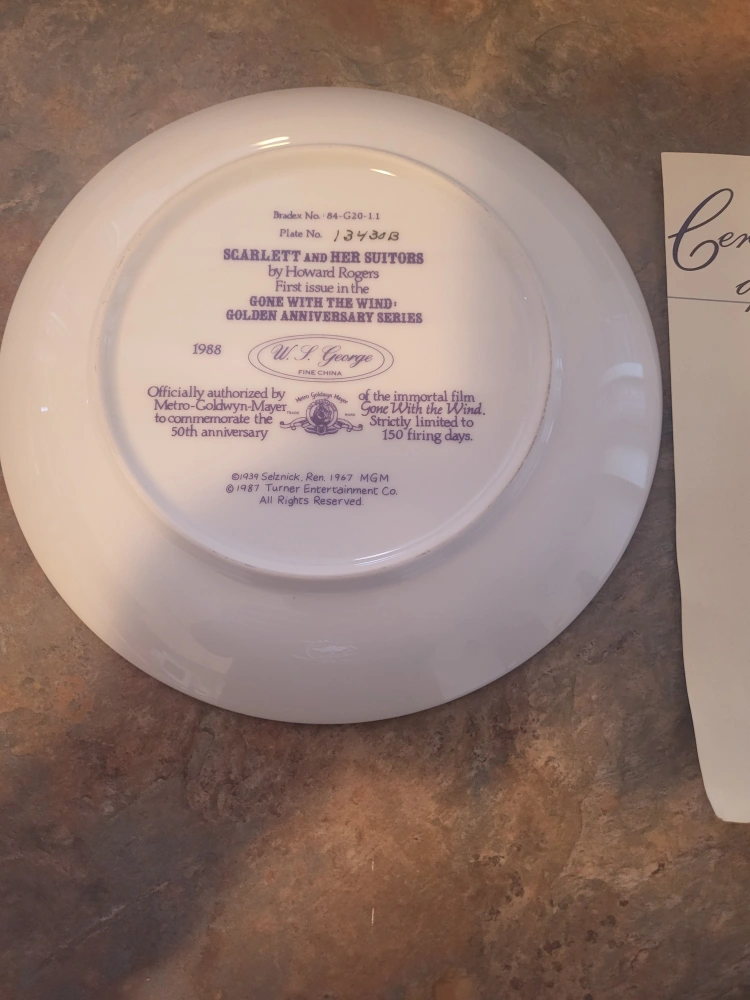 Bradex No. 84-G20-1.1
Plate No. 13430B
SCARLETT AND HER SUITORS
by Howard Rogers
First issue in the
GONE WITH THE WIND:
GOLDEN ANNIVERSARY SERIES
1988
W. S. George
FINE CHINA
Officially authorized by
Metro-Goldwyn-Mayer
to commemorate the
50th anniversary
Metro Goldwyn Mayer
of the immortal film
Gone With the Wind.
Strictly limited to
150 firing days.
©1939 Selznick, Ren. 1967 MGM
©1987 Turner Entertainment Co.
All Rights Reserved.